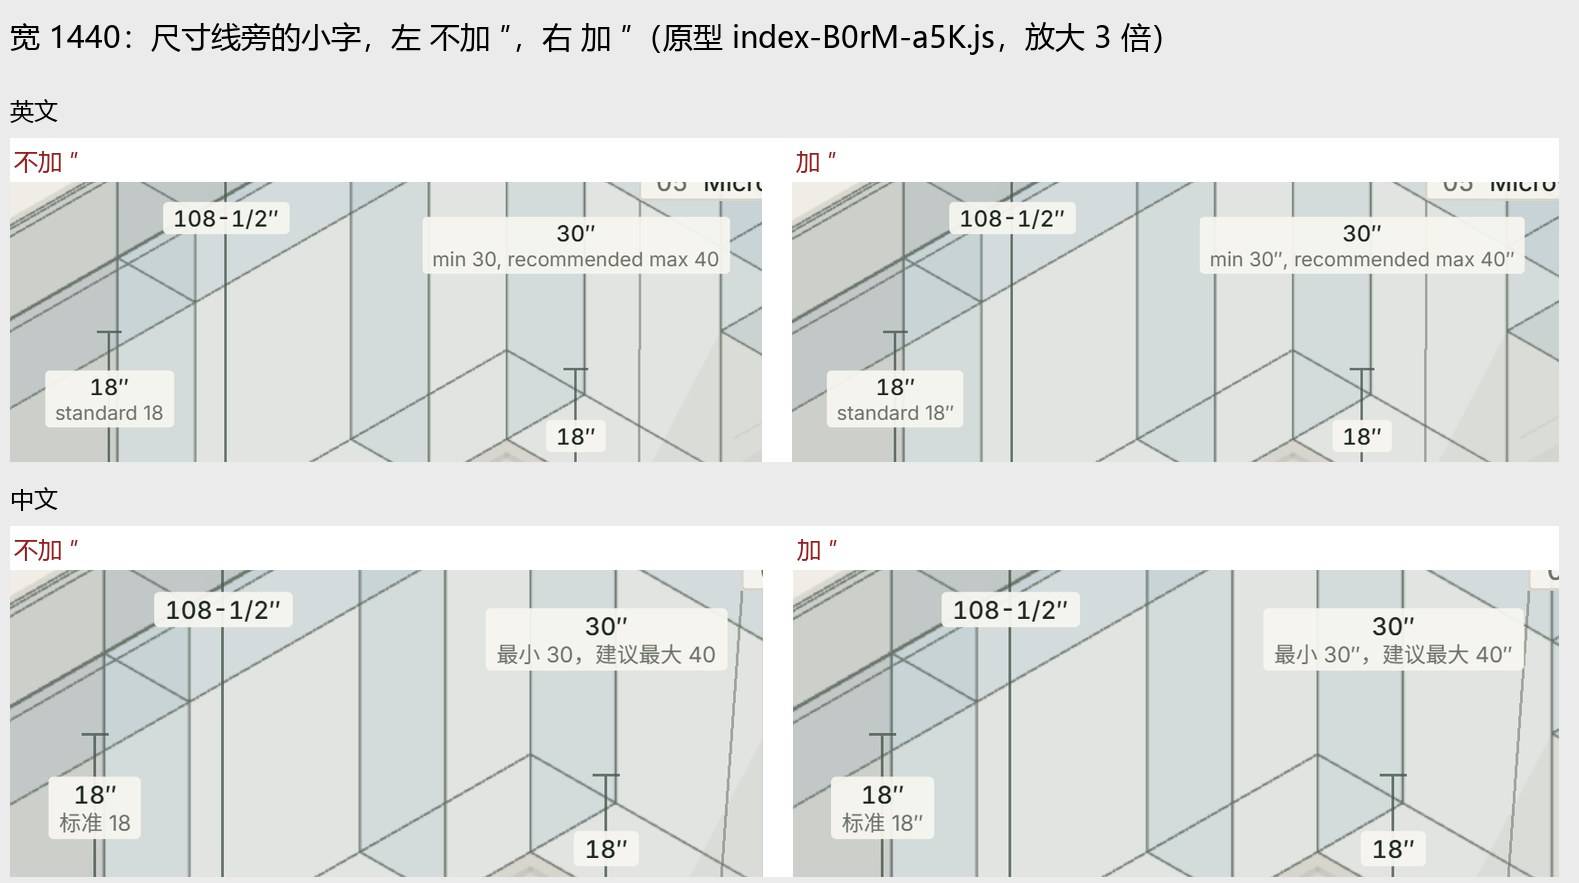 宽 1440：尺寸线旁的小字，左 不加 ″，右 加 ″（原型 index-B0rM-a5K.js，放大 3 倍）
英文
不加 ″
加 ″
05 Micro
108-1/2″
30″
min 30, recommended max 40
18″
standard 18
18″
05 Micro
108-1/2″
30″
min 30″, recommended max 40″
18″
standard 18″
18″
中文
不加 ″
加 ″
108-1/2″
30″
最小 30，建议最大 40
18″
标准 18
18″
108-1/2″
30″
最小 30″，建议最大 40″
18″
标准 18″
18″